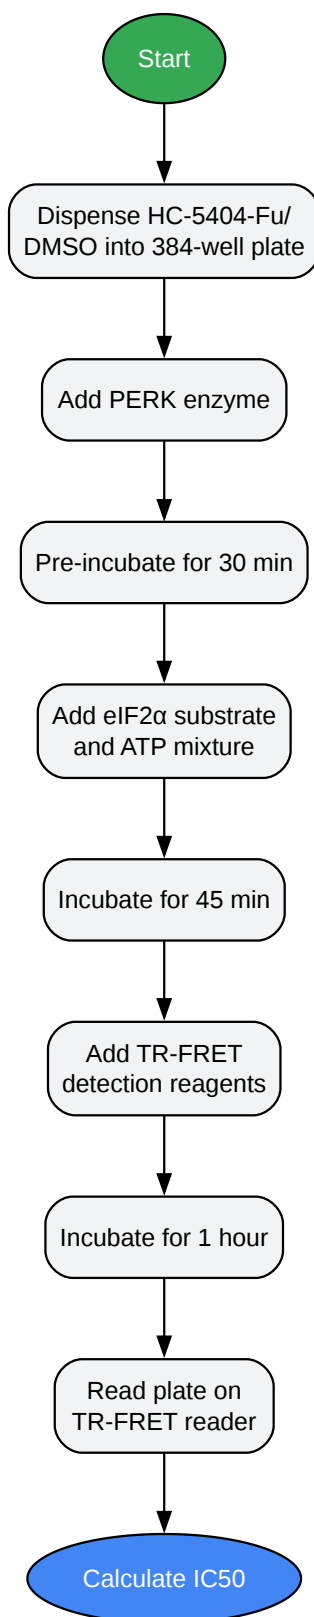 Start
Dispense HC-5404-Fu/
DMSO into 384-well plate
Add PERK enzyme
Pre-incubate for 30 min
Add eIF2α substrate
and ATP mixture
Incubate for 45 min
Add TR-FRET
detection reagents
Incubate for 1 hour
Read plate on
TR-FRET reader
Calculate IC50